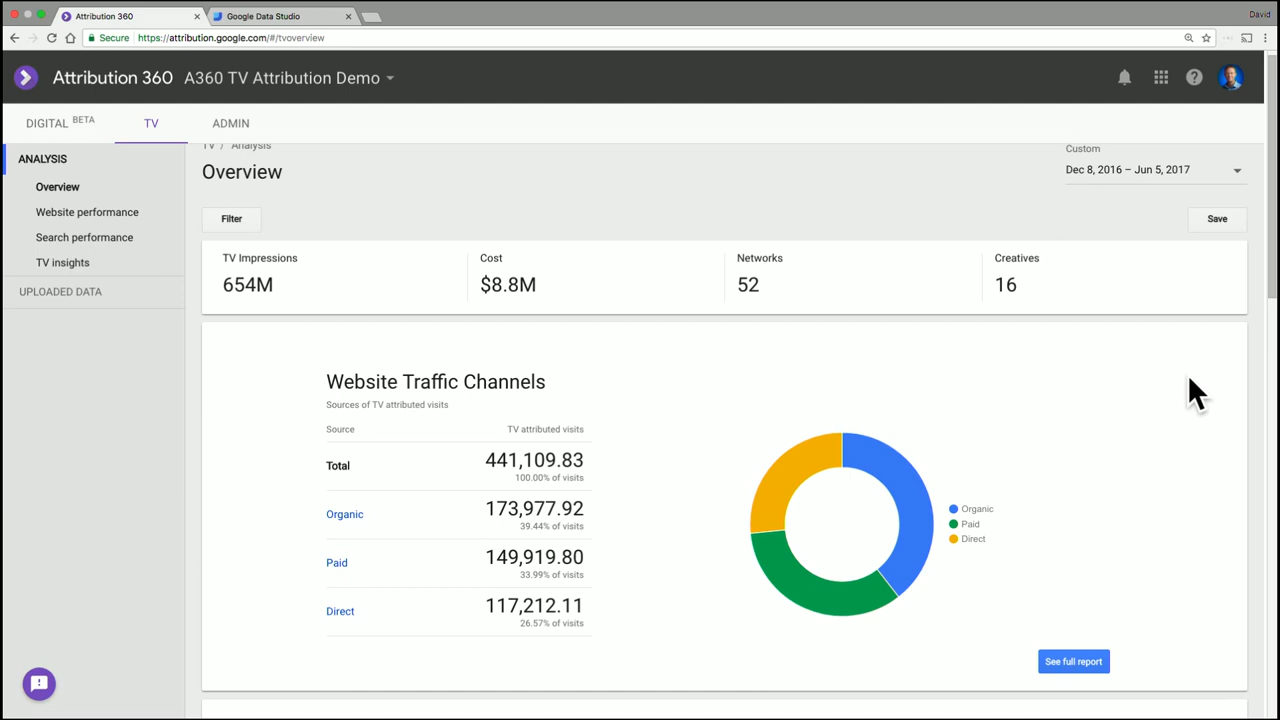 Attribution 360
Google Data Studio
David
Secure
https://attribution.google.com/#/tvoverview
Attribution 360
A360 TV Attribution Demo
DIGITAL BETA
TV
ADMIN
ANALYSIS
Overview
Website performance
Search performance
TV insights
UPLOADED DATA
TV / Analysis
Overview
Custom
Dec 8, 2016 – Jun 5, 2017
Filter
Save
TV Impressions
654M
Cost
$8.8M
Networks
52
Creatives
16
Website Traffic Channels
Sources of TV attributed visits
Source
TV attributed visits
Total
441,109.83
100.00% of visits
Organic
173,977.92
39.44% of visits
Paid
149,919.80
33.99% of visits
Direct
117,212.11
26.57% of visits
Organic
Paid
Direct
See full report